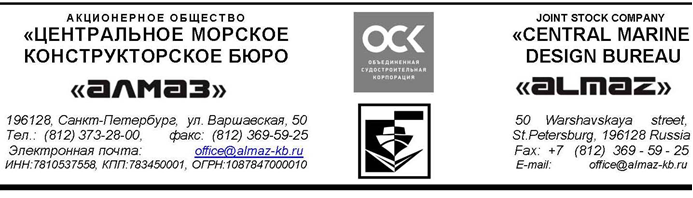 АКЦИОНЕРНОЕ ОБЩЕСТВО
«ЦЕНТРАЛЬНОЕ МОРСКОЕ
КОНСТРУКТОРСКОЕ БЮРО
«АЛМАЗ»
196128, Санкт-Петербург, ул. Варшавская, 50
Тел.: (812) 373-28-00, факс: (812) 369-59-25
Электронная почта: office@almaz-kb.ru
ИНН:7810537558, КПП:783450001, ОГРН:1087847000010
ОСК
ОБЪЕДИНЕННАЯ
СУДОСТРОИТЕЛЬНАЯ
КОРПОРАЦИЯ
JOINT STOCK COMPANY
«CENTRAL MARINE
DESIGN BUREAU
«almaz»
50 Warshavskaya street,
St.Petersburg, 196128 Russia
Fax: +7 (812) 369 - 59 - 25
E-mail: office@almaz-kb.ru